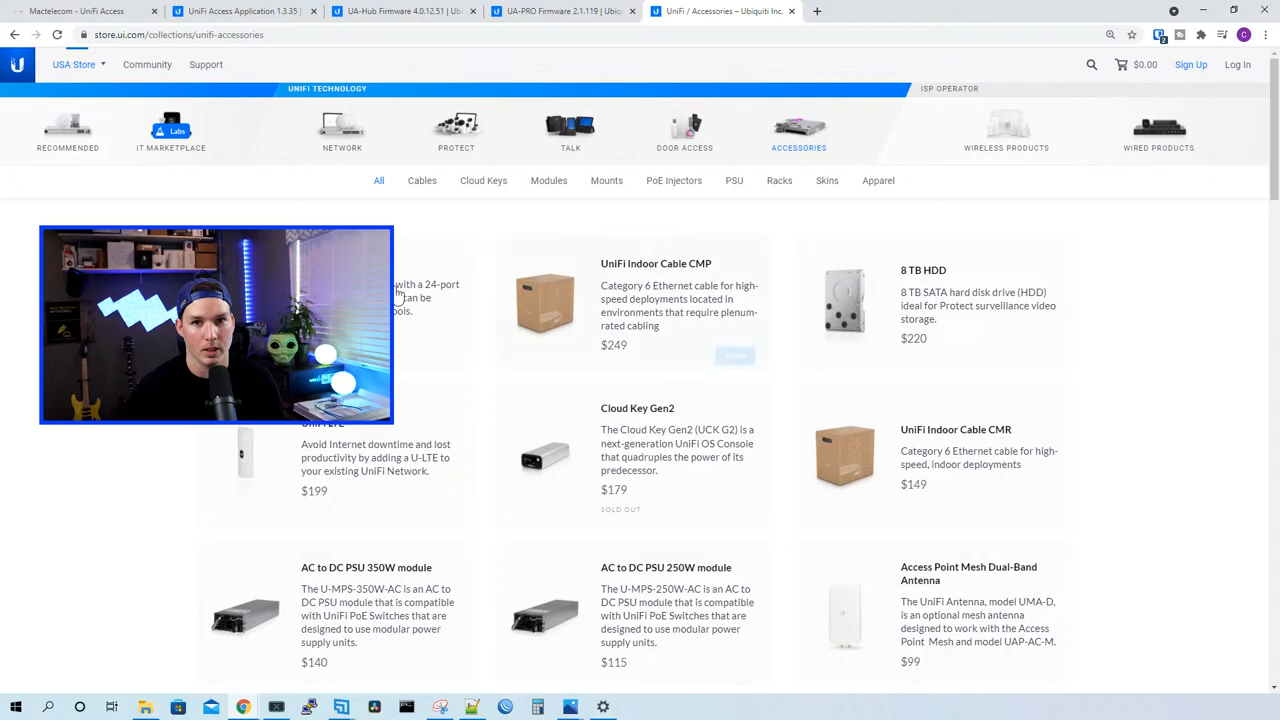 Mactelecom - UniFi Access
UniFi Access Application 1.3.35 |
UA-Hub Firmware 4.0.12.51 | Ubi
UA-PRO Firmware 2.1.119 | Ubiq
UniFi / Accessories – Ubiquiti Inc.
store.ui.com/collections/unifi-accessories
USA Store
Community
Support
$0.00
Sign Up
Log In
UNIFI TECHNOLOGY
ISP OPERATOR
Labs
RECOMMENDED
IT MARKETPLACE
NETWORK
PROTECT
TALK
DOOR ACCESS
ACCESSORIES
WIRELESS PRODUCTS
WIRED PRODUCTS
All
Cables
Cloud Keys
Modules
Mounts
PoE Injectors
PSU
Racks
Skins
Apparel
with a 24-port
can be
ools.
UniFi Indoor Cable CMP
Category 6 Ethernet cable for high-
speed deployments located in
environments that require plenum-
rated cabling
$249
View
8 TB HDD
8 TB SATA hard disk drive (HDD)
ideal for Protect surveillance video
storage.
$220
Avoid Internet downtime and lost
productivity by adding a U-LTE to
your existing UniFi Network.
$199
Cloud Key Gen2
The Cloud Key Gen2 (UCK G2) is a
next-generation UniFi OS Console
that quadruples the power of its
predecessor.
$179
SOLD OUT
UniFi Indoor Cable CMR
Category 6 Ethernet cable for high-
speed, indoor deployments
$149
AC to DC PSU 350W module
The U-MPS-350W-AC is an AC to
DC PSU module that is compatible
with UniFi PoE Switches that are
designed to use modular power
supply units.
$140
AC to DC PSU 250W module
The U-MPS-250W-AC is an AC to
DC PSU module that is compatible
with UniFi PoE Switches that are
designed to use modular power
supply units.
$115
Access Point Mesh Dual-Band
Antenna
The UniFi Antenna, model UMA-D,
is an optional mesh antenna
designed to work with the Access
Point Mesh and model UAP-AC-M.
$99